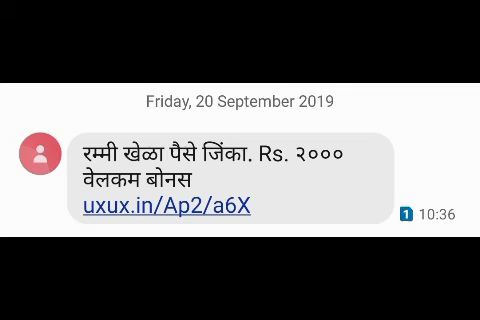 Friday, 20 September 2019
रम्मी खेळा पैसे जिंका. Rs. २०००
वेलकम बोनस
uxux.in/Ap2/a6X
1 10:36